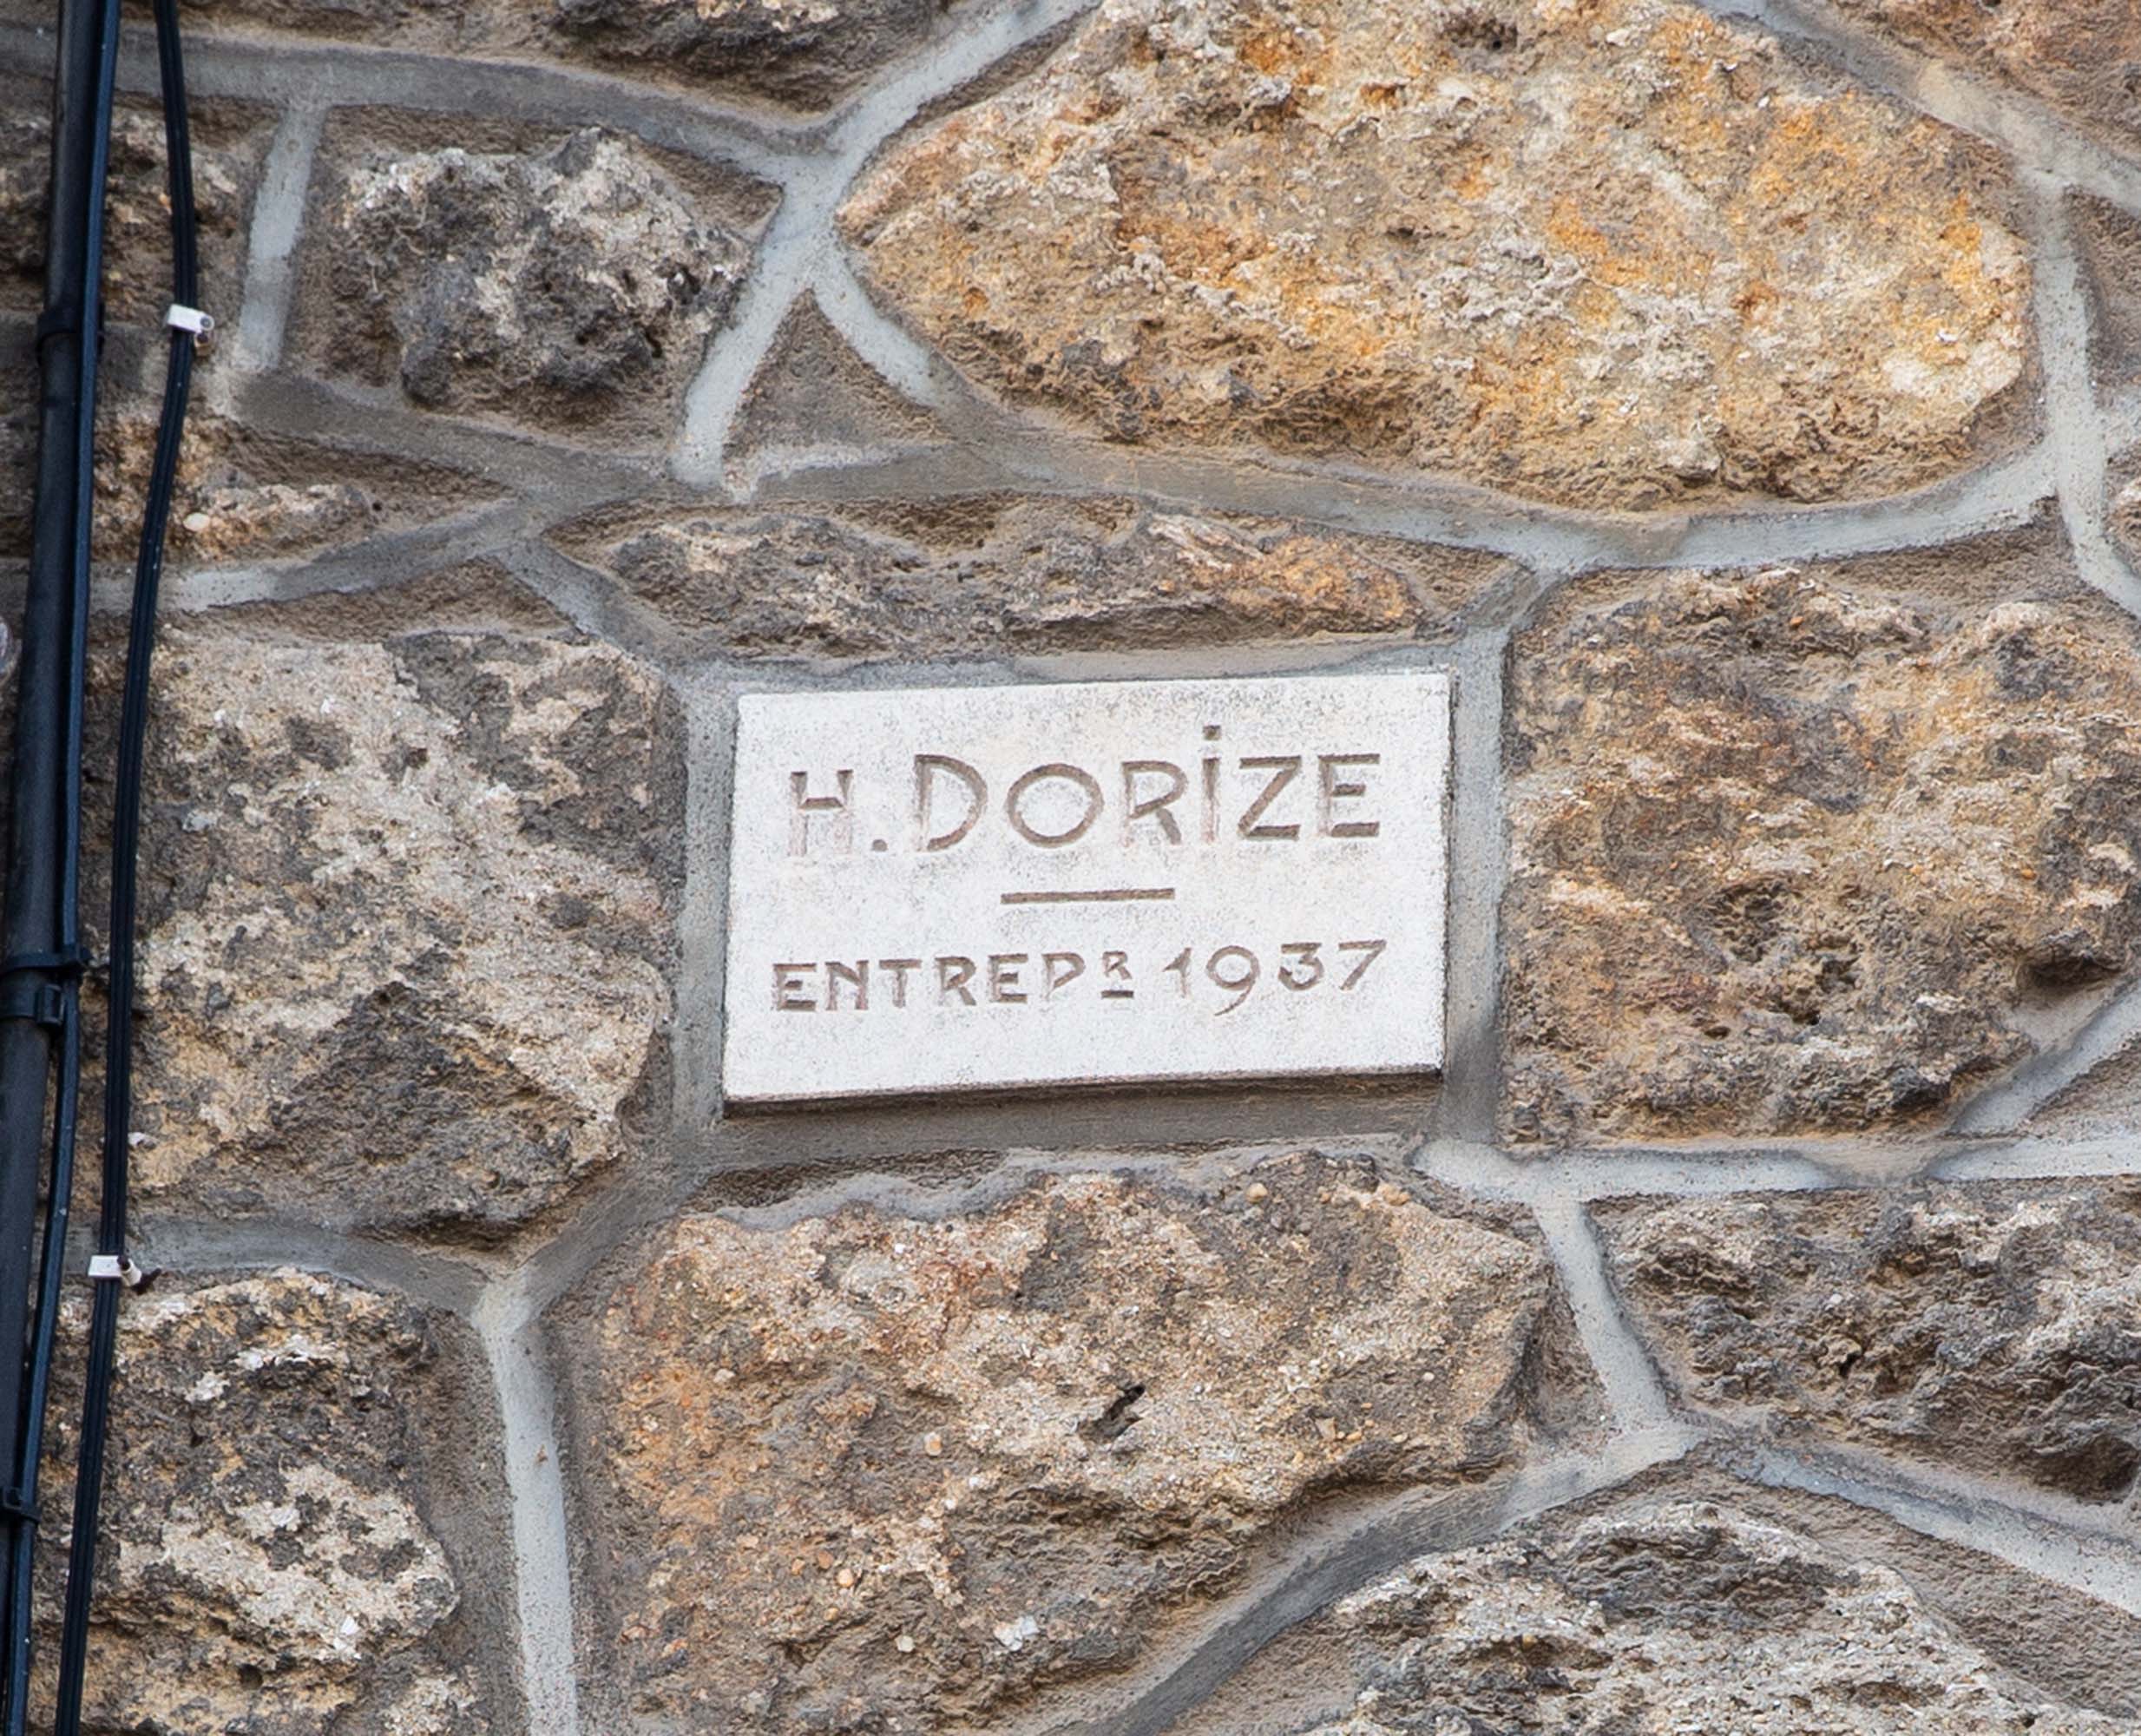 H. DORiZE
ENTREPR 1937